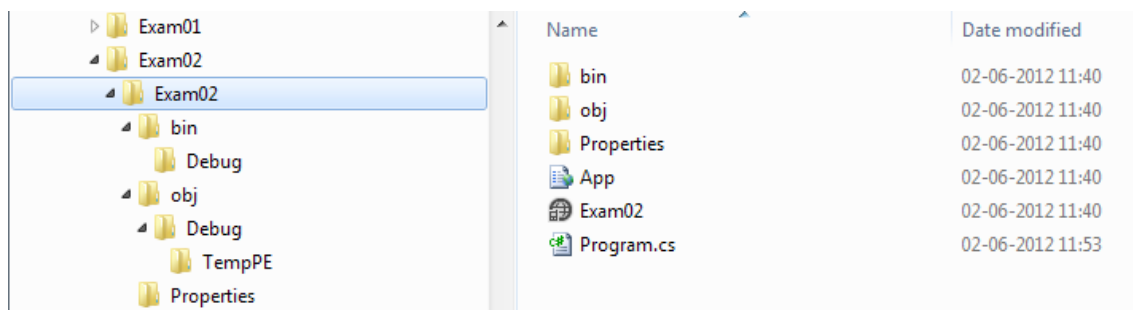 Exam01
Exam02
Exam02
bin
Debug
obj
Debug
TempPE
Properties
Name Date modified
bin 02-06-2012 11:40
obj 02-06-2012 11:40
Properties 02-06-2012 11:40
App 02-06-2012 11:40
Exam02 02-06-2012 11:40
Program.cs 02-06-2012 11:53